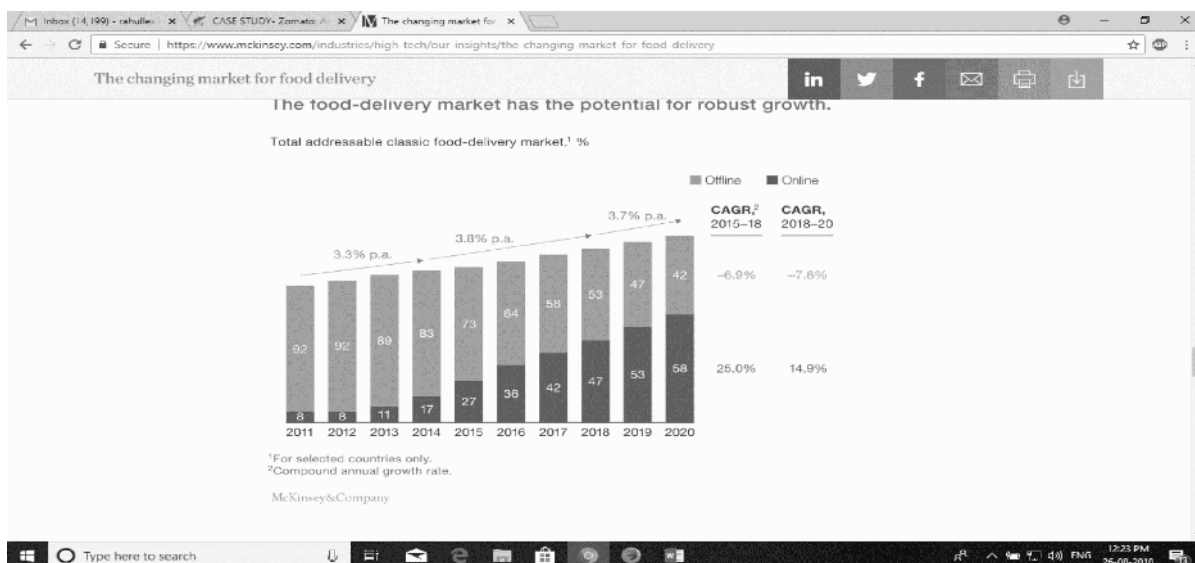 Inbox (14,199) - rahullex
CASE STUDY- Zomato: A
The changing market for
Secure | https://www.mckinsey.com/industries/high tech/our insights/the changing market for food delivery
ABP
The changing market for food delivery
in
f
The food-delivery market has the potential for robust growth.
Total addressable classic food-delivery market,¹ %
Offline Online
CAGR,² 2015–18
CAGR, 2018–20
3.3% p.a.
3.8% p.a.
3.7% p.a.
–6.9% –7.6%
25.0% 14.9%
92 92 89 83 73 64 58 53 47 42
8 8 11 17 27 36 42 47 53 58
2011 2012 2013 2014 2015 2016 2017 2018 2019 2020
¹For selected countries only.
²Compound annual growth rate.
McKinsey&Company
Type here to search
ENG
12:23 PM
26-08-2018